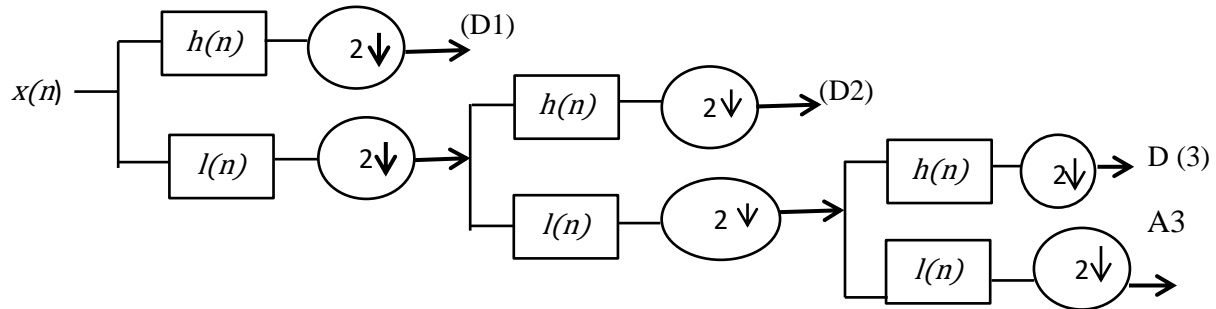 h(n) 2 (D1)
x(n)
h(n) 2 (D2)
l(n) 2
h(n) 2 D (3)
l(n) 2
A3
l(n) 2